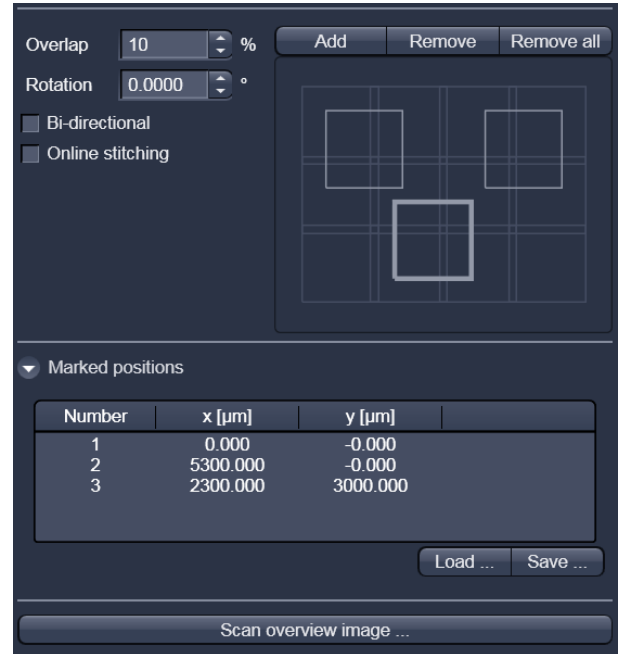 Overlap 10 % Add Remove Remove all
Rotation 0.0000 °
Bi-directional
Online stitching
Marked positions
Number x [µm] y [µm]
1 0.000 -0.000
2 5300.000 -0.000
3 2300.000 3000.000
Load ... Save ...
Scan overview image ...